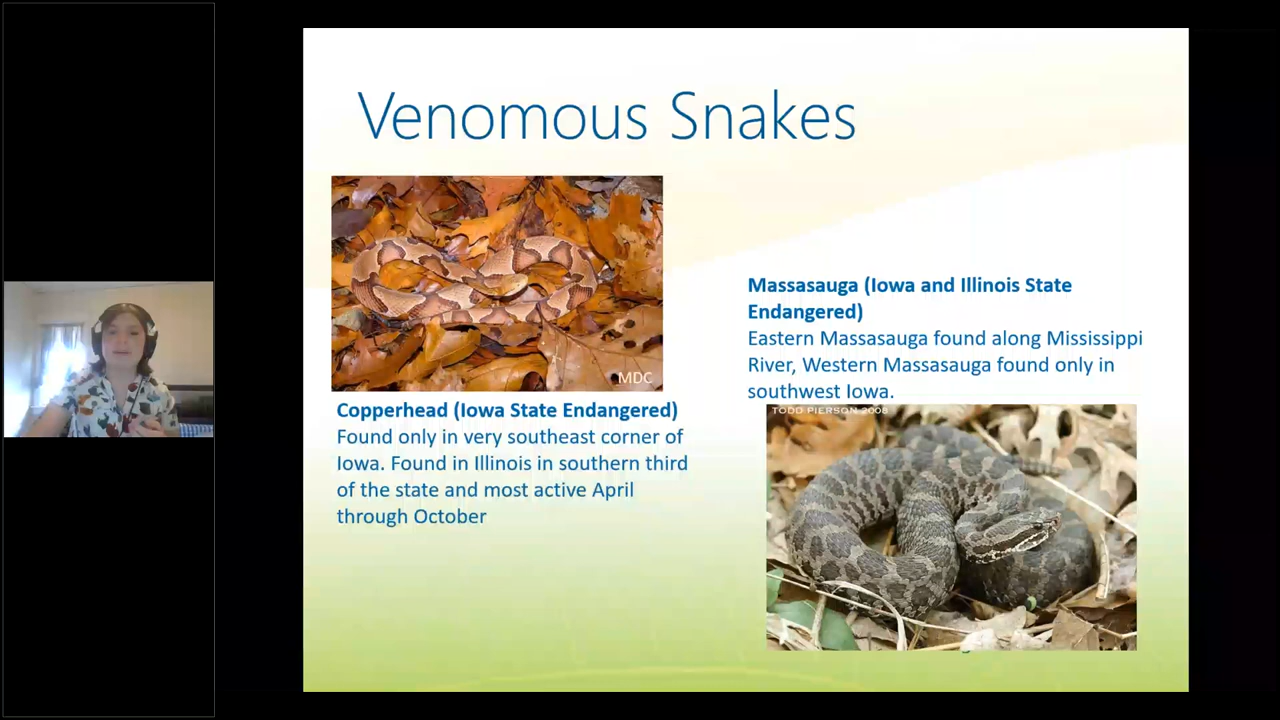 Venomous Snakes
MDC
Copperhead (Iowa State Endangered)
Found only in very southeast corner of
Iowa. Found in Illinois in southern third
of the state and most active April
through October
Massasauga (Iowa and Illinois State
Endangered)
Eastern Massasauga found along Mississippi
River, Western Massasauga found only in
southwest Iowa.
TODD PIERSON 2008